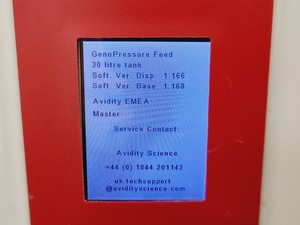 GenoPressure Feed
30 litre tank
Soft. Ver. Disp. 1.166
Soft. Ver. Base 1.168
Avidity EMEA
Master
Service Contact:
Avidity Science
+44 (0) 1844 201142
uk.techsupport
@avidityscience.com